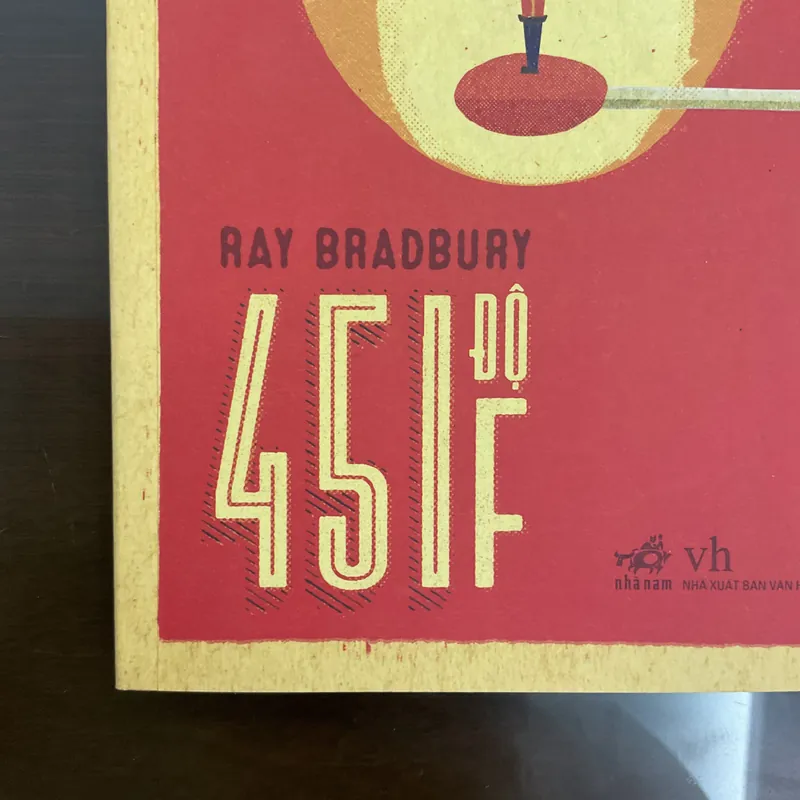 RAY BRADBURY
451 ĐỘ F
vh
nhã nam NHÀ XUẤT BẢN VĂN